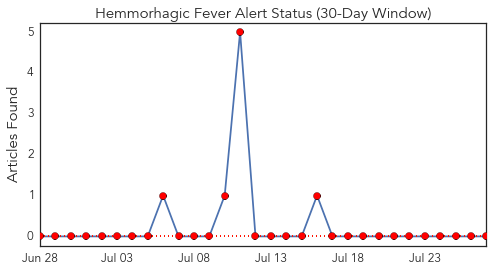 Hemmorhagic Fever Alert Status (30-Day Window)
Articles Found
5
4
3
2
1
0
Jun 28 Jul 03 Jul 08 Jul 13 Jul 18 Jul 23